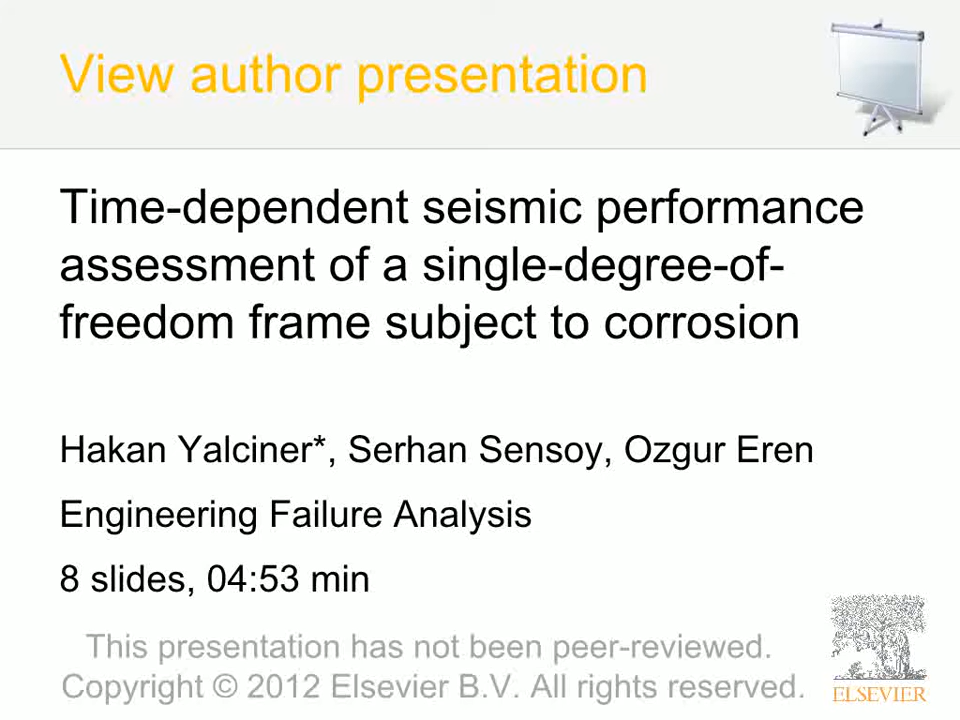 View author presentation
Time-dependent seismic performance
assessment of a single-degree-of-
freedom frame subject to corrosion
Hakan Yalciner*, Serhan Sensoy, Ozgur Eren
Engineering Failure Analysis
8 slides, 04:53 min
This presentation has not been peer-reviewed.
Copyright © 2012 Elsevier B.V. All rights reserved.
ELSEVIER